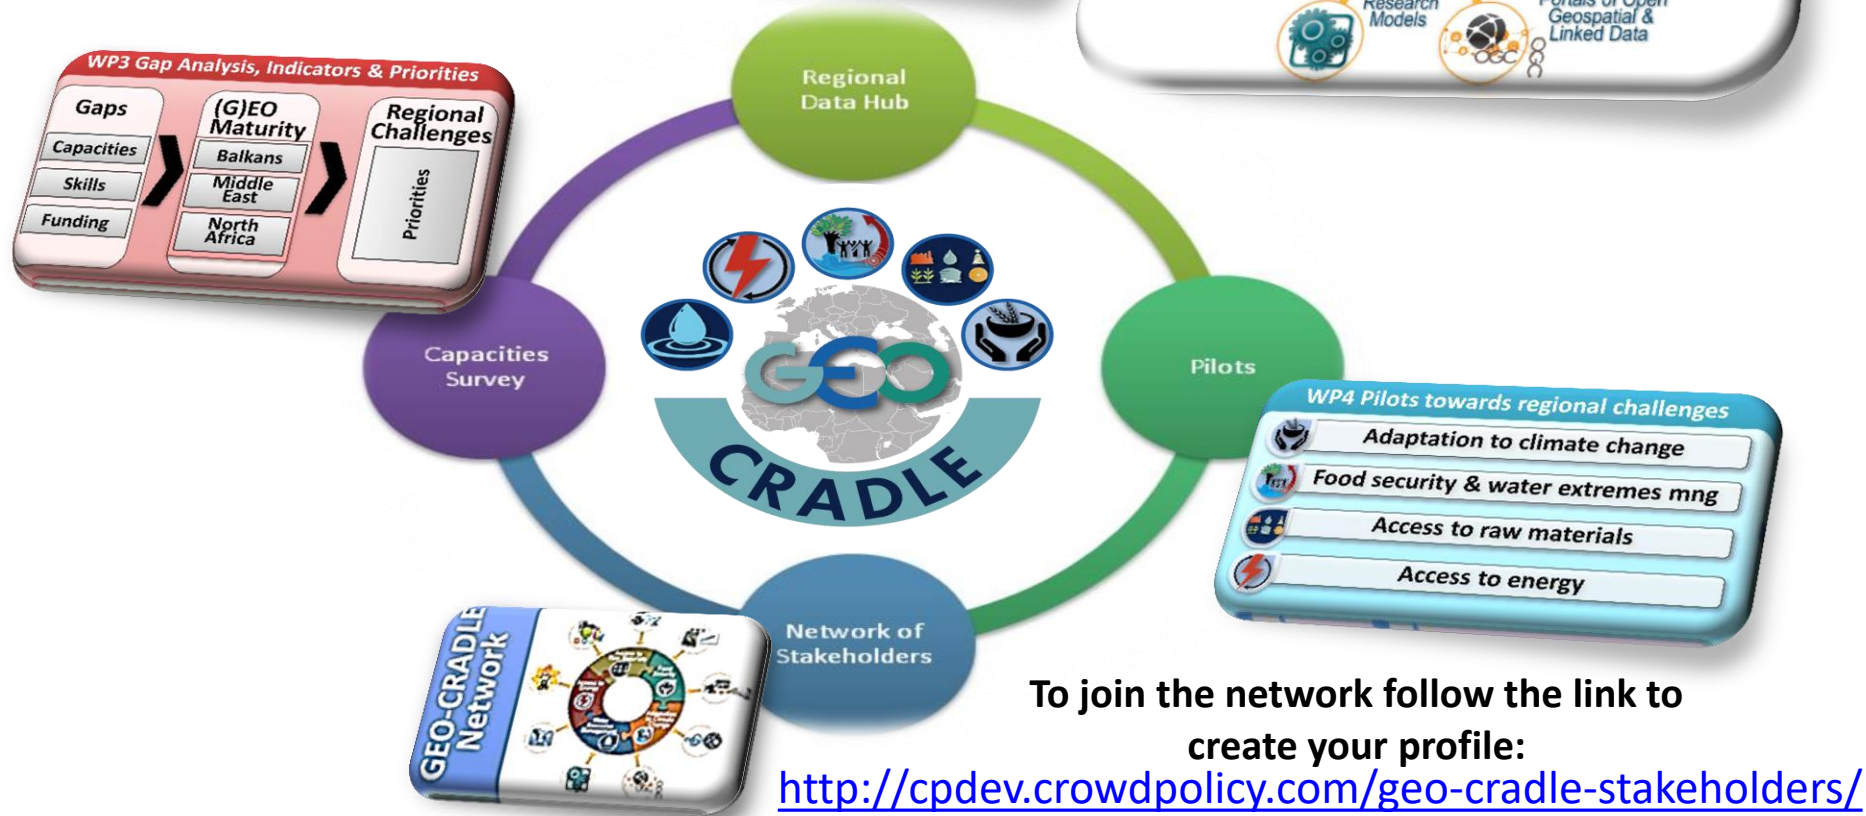 Research
Models
Portals of Open
Geospatial &
Linked Data
OGC
WP3 Gap Analysis, Indicators & Priorities
Gaps
Capacities
Skills
Funding
(G)EO
Maturity
Balkans
Middle
East
North
Africa
Regional
Challenges
Priorities
Regional
Data Hub
Capacities
Survey
GEO
CRADLE
Pilots
WP4 Pilots towards regional challenges
Adaptation to climate change
Food security & water extremes mng
Access to raw materials
Access to energy
Network of
Stakeholders
GEO-CRADLE
Network
To join the network follow the link to
create your profile:
http://cpdev.crowdpolicy.com/geo-cradle-stakeholders/